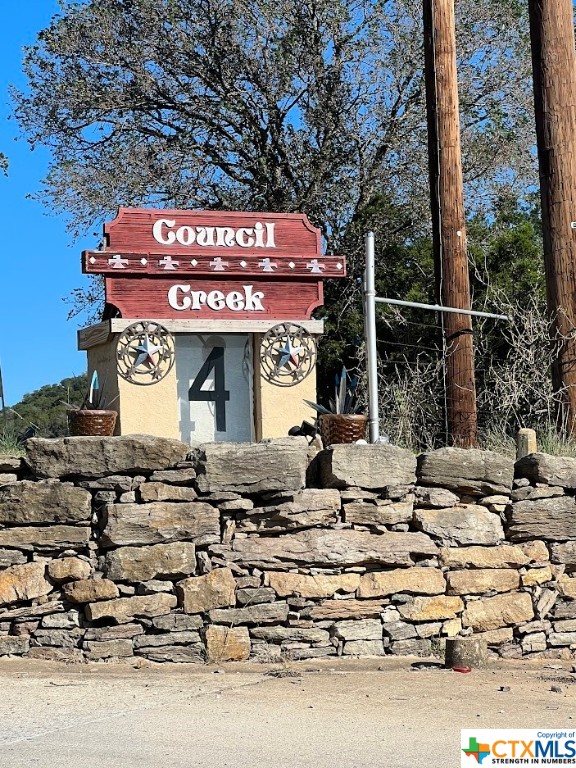 Council
Creek
4
Copyright of
CTXMLS
STRENGTH IN NUMBERS